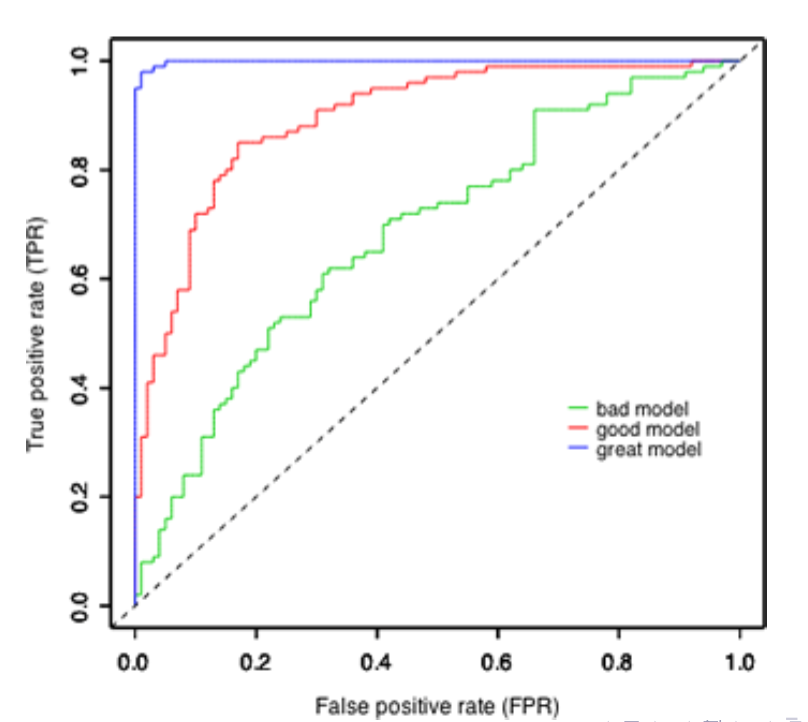 1.0
0.8
0.6
0.4
0.2
0.0
True positive rate (TPR)
bad model
good model
great model
0.0 0.2 0.4 0.6 0.8 1.0
False positive rate (FPR)